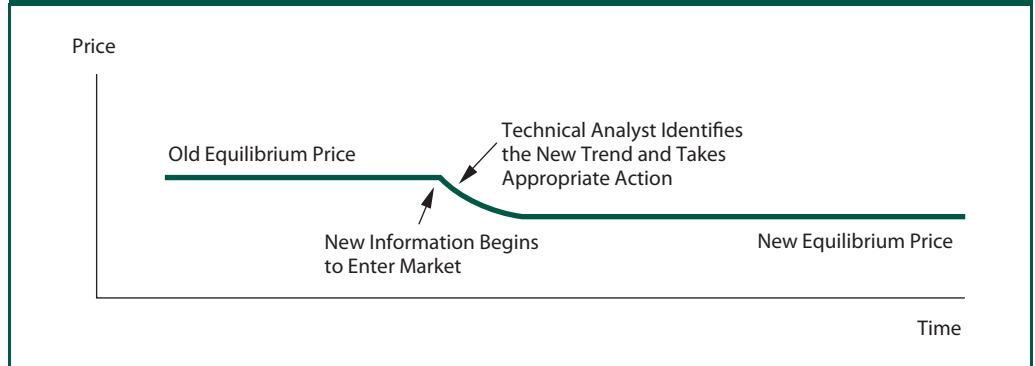 Price
Old Equilibrium Price
Technical Analyst Identifies
the New Trend and Takes
Appropriate Action
New Information Begins
to Enter Market
New Equilibrium Price
Time